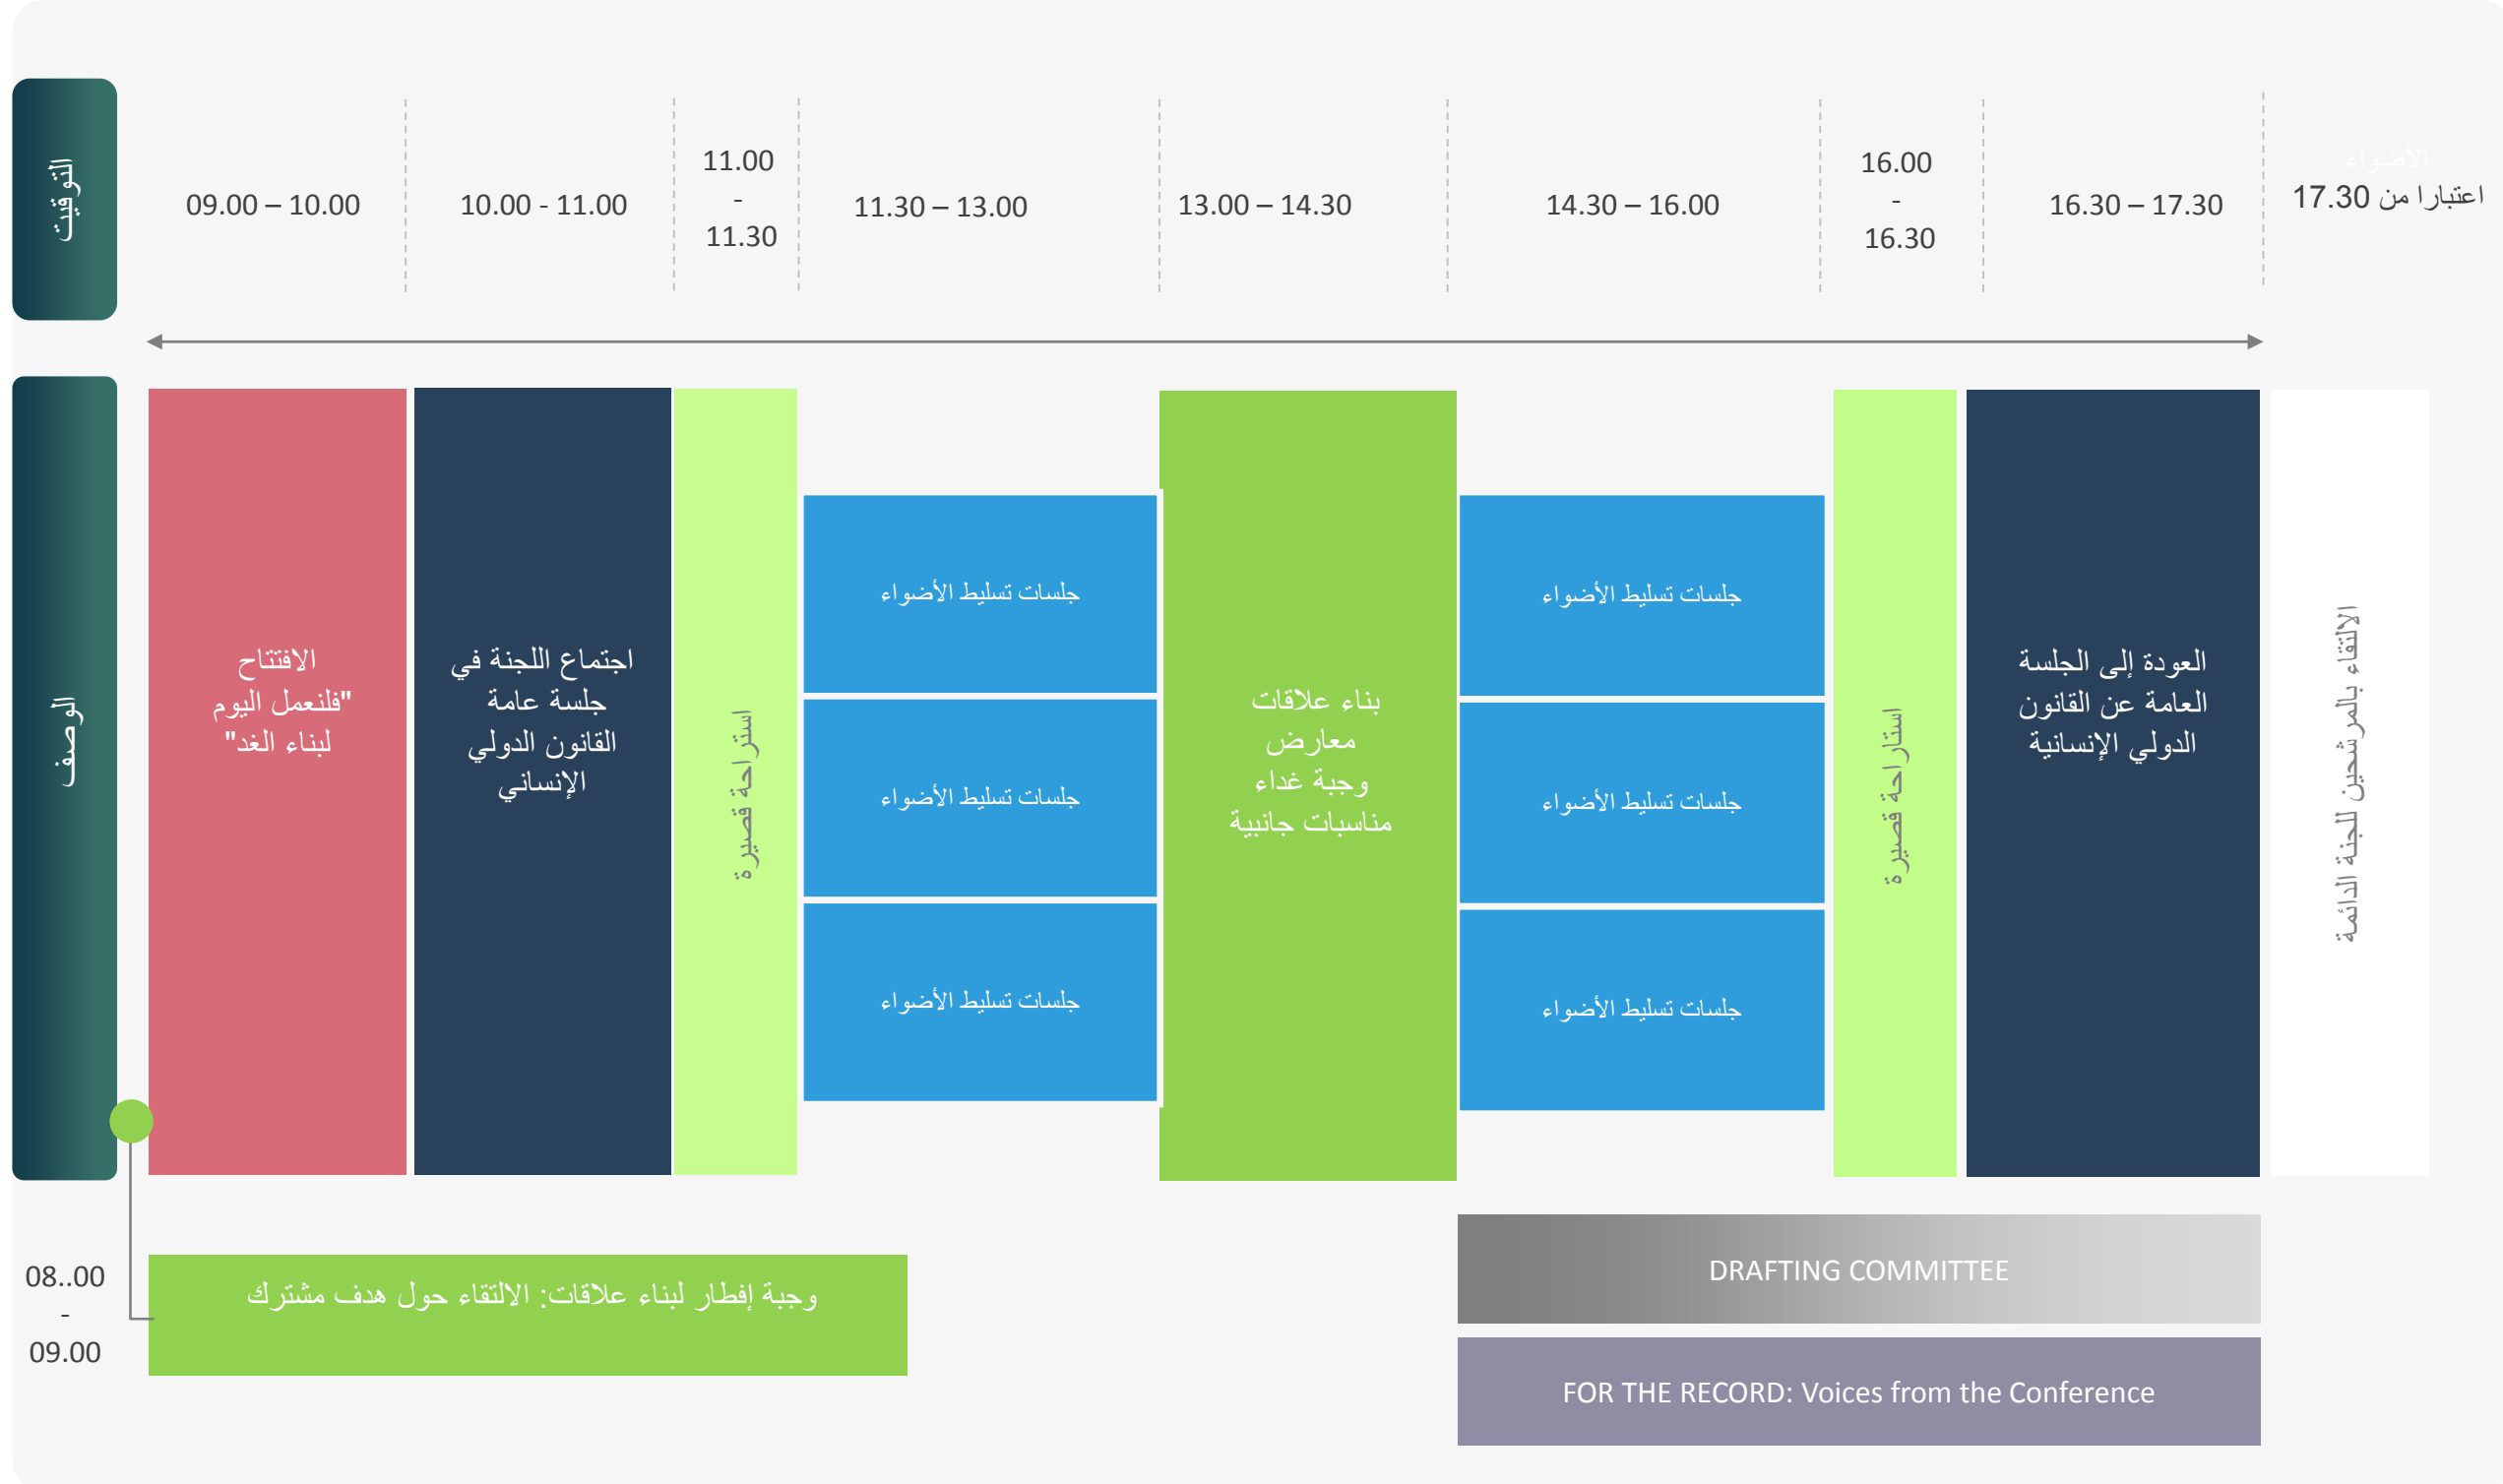 التوقيت
09.00 – 10.00
10.00 - 11.00
11.00
-
11.30
11.30 – 13.00
13.00 – 14.30
14.30 – 16.00
16.00
-
16.30
16.30 – 17.30
الأضواء
اعتبارا من 17.30
الوصف
الافتتاح
"فلنعمل اليوم
لبناء الغد"
اجتماع اللجنة في
جلسة عامة
القانون الدولي
الإنساني
استراحة قصيرة
جلسات تسليط الأضواء
جلسات تسليط الأضواء
جلسات تسليط الأضواء
بناء علاقات
معارض
وجبة غداء
مناسبات جانبية
جلسات تسليط الأضواء
جلسات تسليط الأضواء
جلسات تسليط الأضواء
استاراحة قصيرة
العودة إلى الجلسة
العامة عن القانون
الدولي الإنسانية
الالتقاء بالمرشحين للجنة الدائمة
08..00
-
09.00
وجبة إفطار لبناء علاقات: الالتقاء حول هدف مشترك
DRAFTING COMMITTEE
FOR THE RECORD: Voices from the Conference